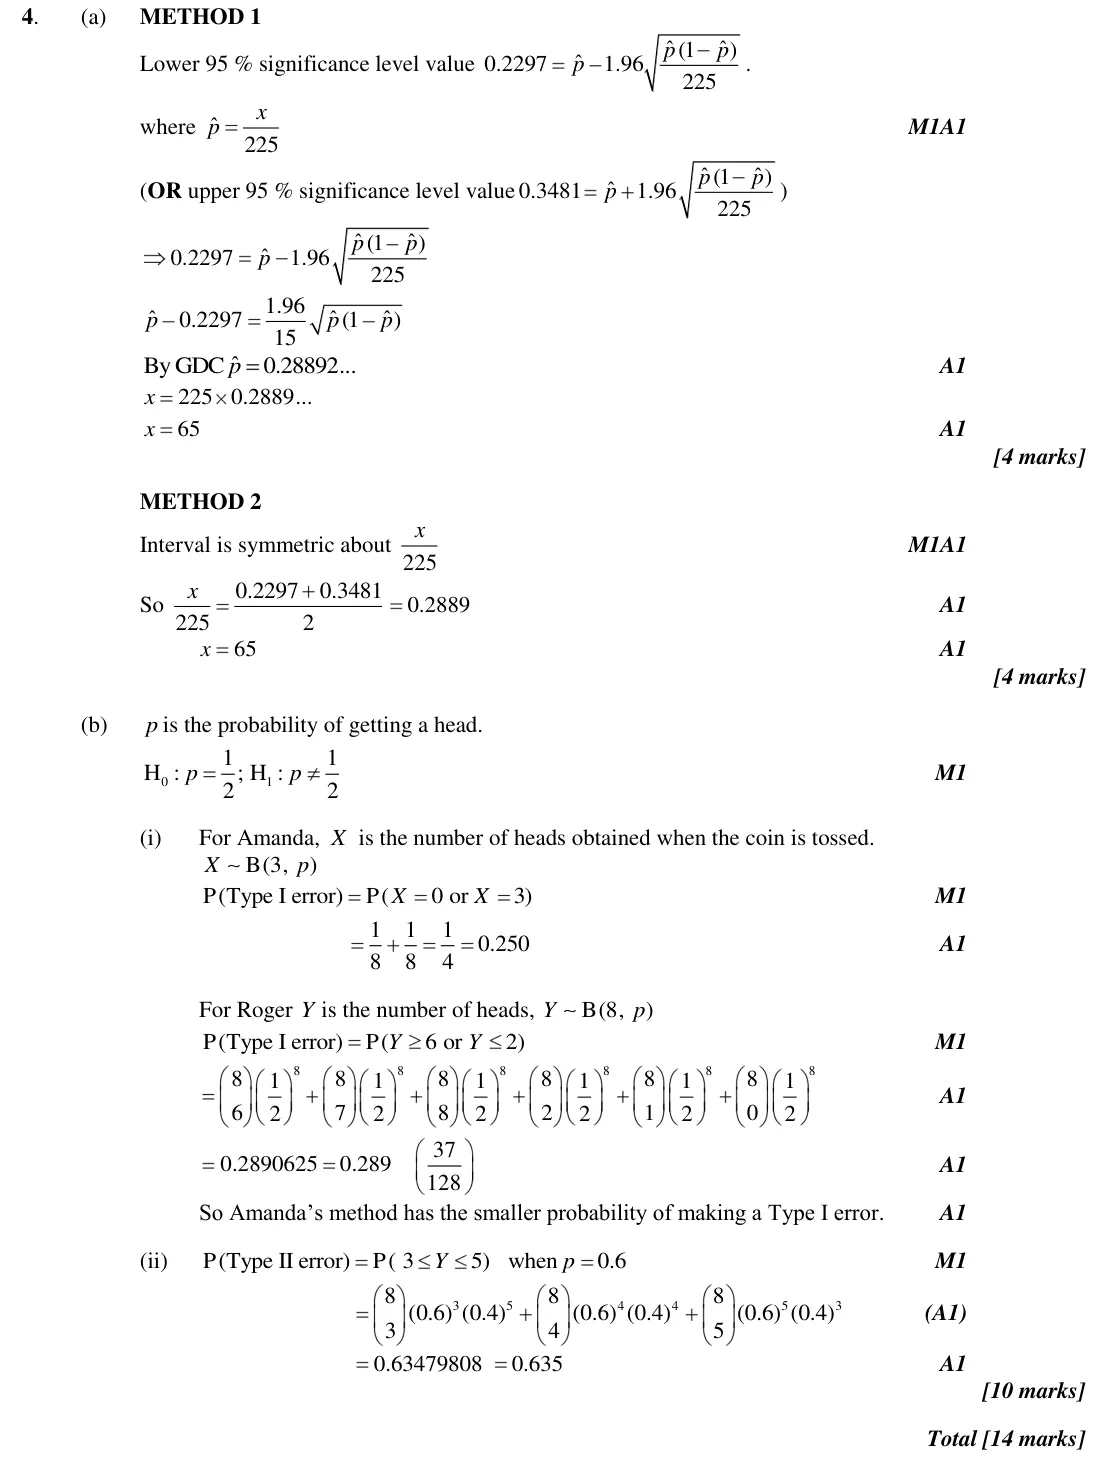 4. (a) METHOD 1
Lower 95 % significance level value 0.2297 = p̂ − 1.96√(p̂(1− p̂)/225) .
where p̂ = x/225 M1A1
(OR upper 95 % significance level value 0.3481 = p̂ + 1.96√(p̂(1− p̂)/225) )
⇒ 0.2297 = p̂ − 1.96√(p̂(1− p̂)/225)
p̂ − 0.2297 = 1.96/15 √(p̂(1− p̂))
By GDC p̂ = 0.28892... A1
x = 225 × 0.2889...
x = 65 A1
[4 marks]
METHOD 2
Interval is symmetric about x/225 M1A1
So x/225 = (0.2297 + 0.3481)/2 = 0.2889 A1
x = 65 A1
[4 marks]
(b) p is the probability of getting a head.
H₀ : p = 1/2; H₁ : p ≠ 1/2 M1
(i) For Amanda, X is the number of heads obtained when the coin is tossed.
X ~ B(3, p)
P(Type I error) = P(X = 0 or X = 3) M1
= 1/8 + 1/8 = 1/4 = 0.250 A1
For Roger Y is the number of heads, Y ~ B(8, p)
P(Type I error) = P(Y ≥ 6 or Y ≤ 2) M1
= (8 6)(1/2)⁸ + (8 7)(1/2)⁸ + (8 8)(1/2)⁸ + (8 2)(1/2)⁸ + (8 1)(1/2)⁸ + (8 0)(1/2)⁸ A1
= 0.2890625 = 0.289 (37/128) A1
So Amanda's method has the smaller probability of making a Type I error. A1
(ii) P(Type II error) = P( 3 ≤ Y ≤ 5) when p = 0.6 M1
= (8 3)(0.6)³(0.4)⁵ + (8 4)(0.6)⁴(0.4)⁴ + (8 5)(0.6)⁵(0.4)³ (A1)
= 0.63479808 = 0.635 A1
[10 marks]
Total [14 marks]